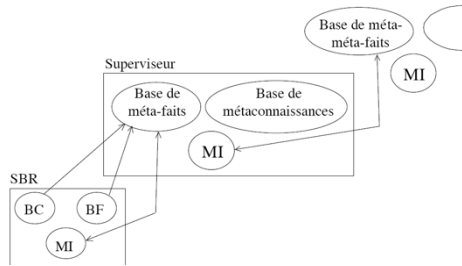 Base de méta-
méta-faits
MI
Superviseur
Base de
méta-faits
Base de
métaconnaissances
MI
SBR
BC
BF
MI